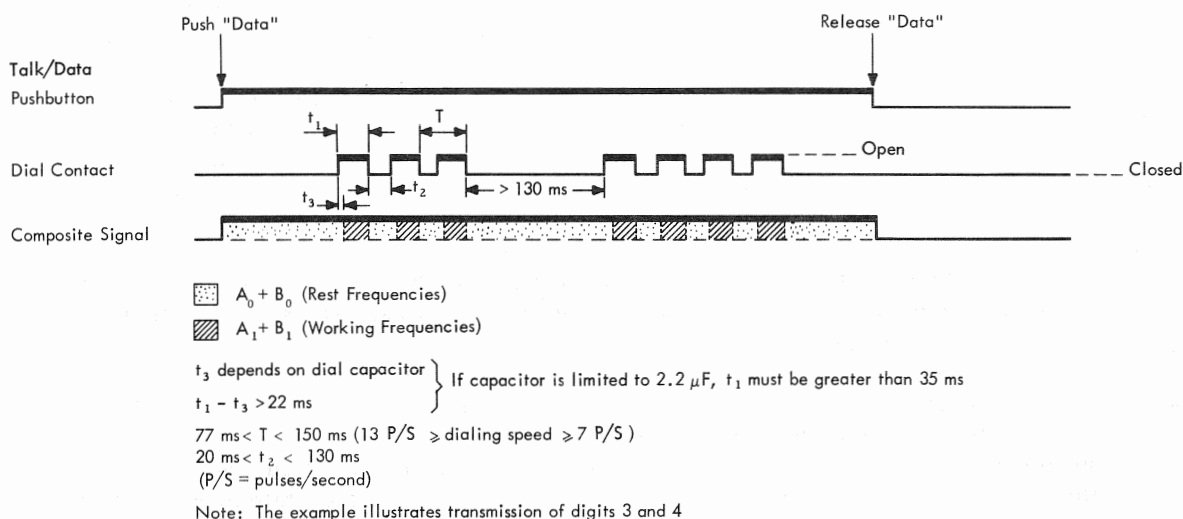 Push "Data"
Release "Data"
Talk/Data
Pushbutton
t₁
T
Dial Contact
Open
Closed
t₂
> 130 ms
t₃
Composite Signal
A₀ + B₀ (Rest Frequencies)
A₁ + B₁ (Working Frequencies)
t₃ depends on dial capacitor
t₁ - t₃ > 22 ms
If capacitor is limited to 2.2 μF, t₁ must be greater than 35 ms
77 ms < T < 150 ms (13 P/S ≥ dialing speed ≥ 7 P/S)
20 ms < t₂ < 130 ms
(P/S = pulses/second)
Note: The example illustrates transmission of digits 3 and 4